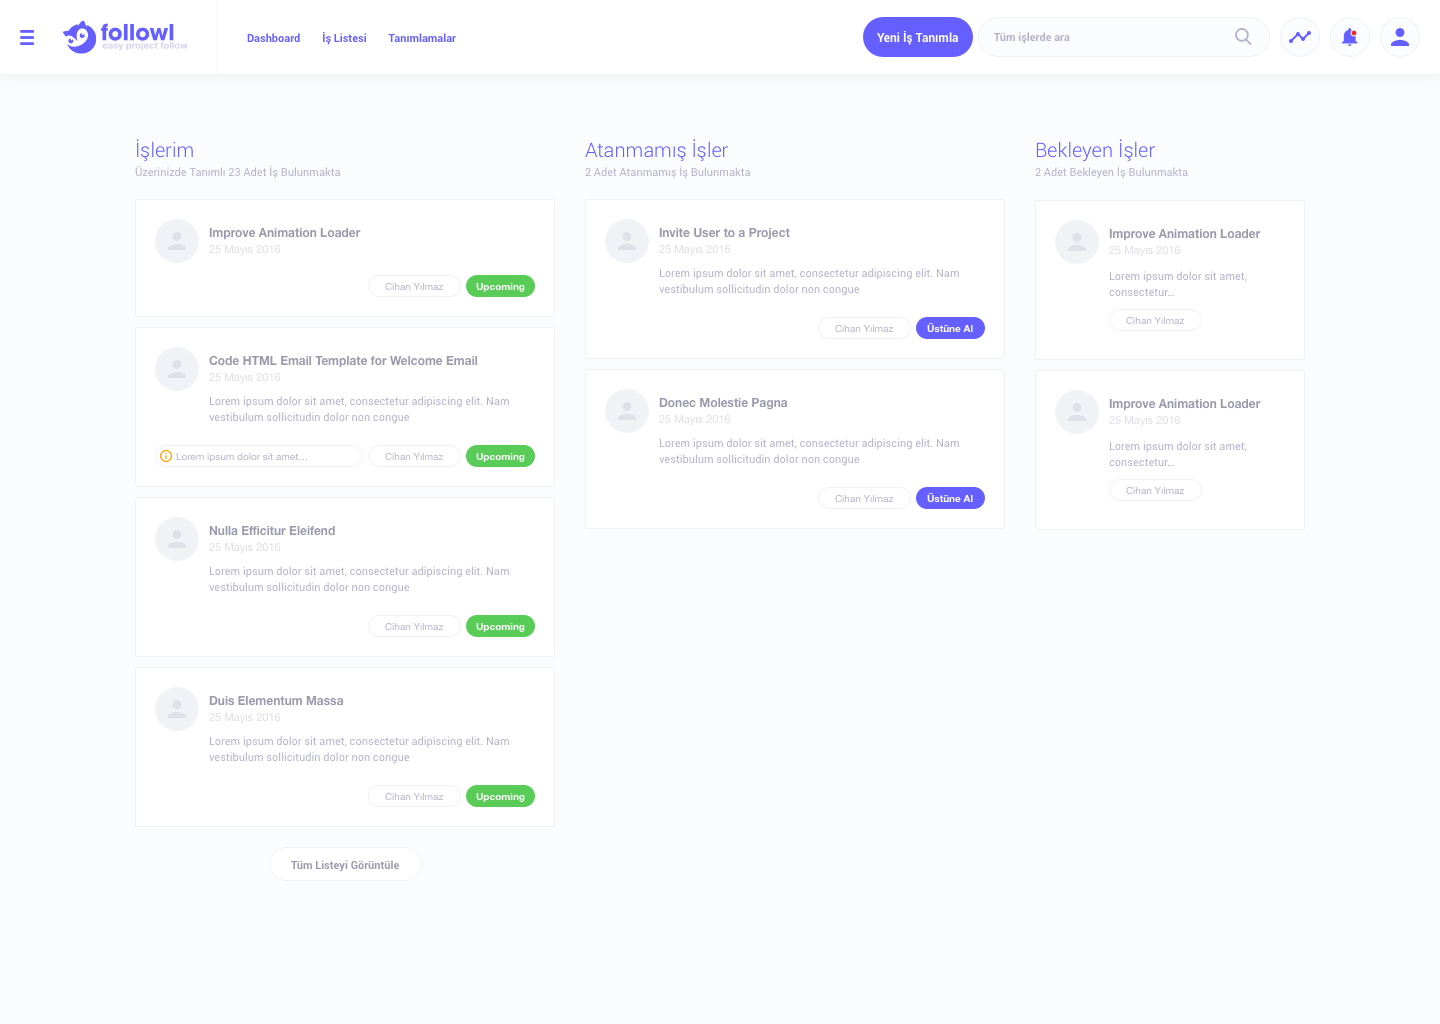 followl
easy project follow
Dashboard
İş Listesi
Tanımlamalar
Yeni İş Tanımla
Tüm işlerde ara
İşlerim
Üzerinizde Tanımlı 23 Adet İş Bulunmakta
Improve Animation Loader
25 Mayıs 2016
Cihan Yılmaz
Upcoming
Code HTML Email Template for Welcome Email
25 Mayıs 2016
Lorem ipsum dolor sit amet, consectetur adipiscing elit. Nam
vestibulum sollicitudin dolor non congue
Lorem ipsum dolor sit amet...
Cihan Yılmaz
Upcoming
Nulla Efficitur Eleifend
25 Mayıs 2016
Lorem ipsum dolor sit amet, consectetur adipiscing elit. Nam
vestibulum sollicitudin dolor non congue
Cihan Yılmaz
Upcoming
Duis Elementum Massa
25 Mayıs 2016
Lorem ipsum dolor sit amet, consectetur adipiscing elit. Nam
vestibulum sollicitudin dolor non congue
Cihan Yılmaz
Upcoming
Tüm Listeyi Görüntüle
Atanmamış İşler
2 Adet Atanmamış İş Bulunmakta
Invite User to a Project
25 Mayıs 2016
Lorem ipsum dolor sit amet, consectetur adipiscing elit. Nam
vestibulum sollicitudin dolor non congue
Cihan Yılmaz
Üstüne Al
Donec Molestie Pagna
25 Mayıs 2016
Lorem ipsum dolor sit amet, consectetur adipiscing elit. Nam
vestibulum sollicitudin dolor non congue
Cihan Yılmaz
Üstüne Al
Bekleyen İşler
2 Adet Bekleyen İş Bulunmakta
Improve Animation Loader
25 Mayıs 2016
Lorem ipsum dolor sit amet,
consectetur...
Cihan Yılmaz
Improve Animation Loader
25 Mayıs 2016
Lorem ipsum dolor sit amet,
consectetur...
Cihan Yılmaz